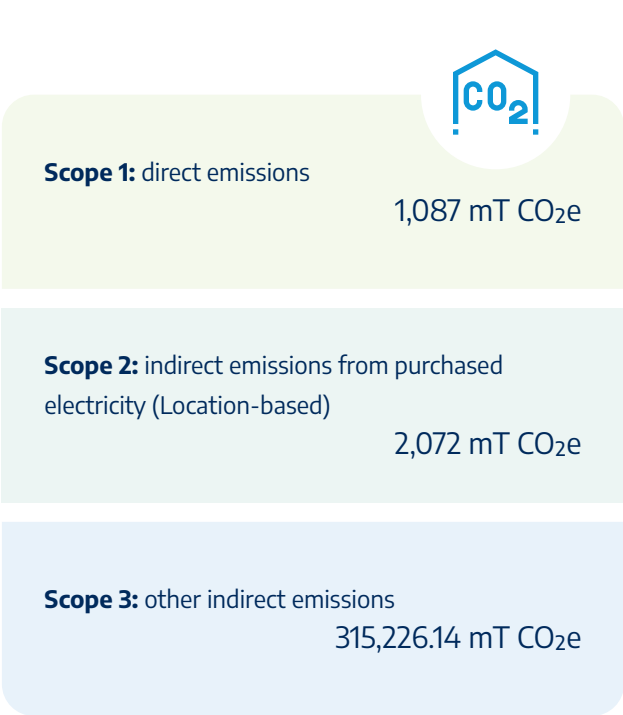 CO2
Scope 1: direct emissions
1,087 mT CO₂e
Scope 2: indirect emissions from purchased
electricity (Location-based)
2,072 mT CO₂e
Scope 3: other indirect emissions
315,226.14 mT CO₂e